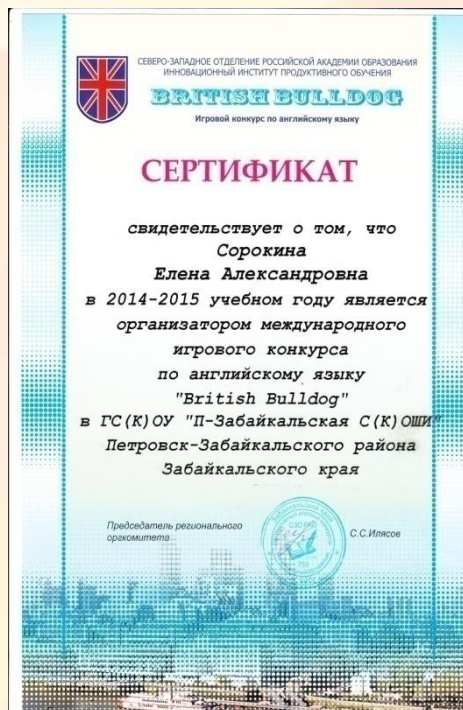 СЕВЕРО-ЗАПАДНОЕ ОТДЕЛЕНИЕ РОССИЙСКОЙ АКАДЕМИИ ОБРАЗОВАНИЯ
ИННОВАЦИОННЫЙ ИНСТИТУТ ПРОДУКТИВНОГО ОБУЧЕНИЯ
BRITISH BULLDOG
Игровой конкурс по английскому языку
СЕРТИФИКАТ
свидетельствует о том, что
Сорокина
Елена Александровна
в 2014-2015 учебном году является
организатором международного
игрового конкурса
по английскому языку
"British Bulldog"
в ГС(К)ОУ "П-Забайкальская С(К)ОШИ"
Петровск-Забайкальского района
Забайкальского края
Председатель регионального
оргкомитета
С.С.Илясов